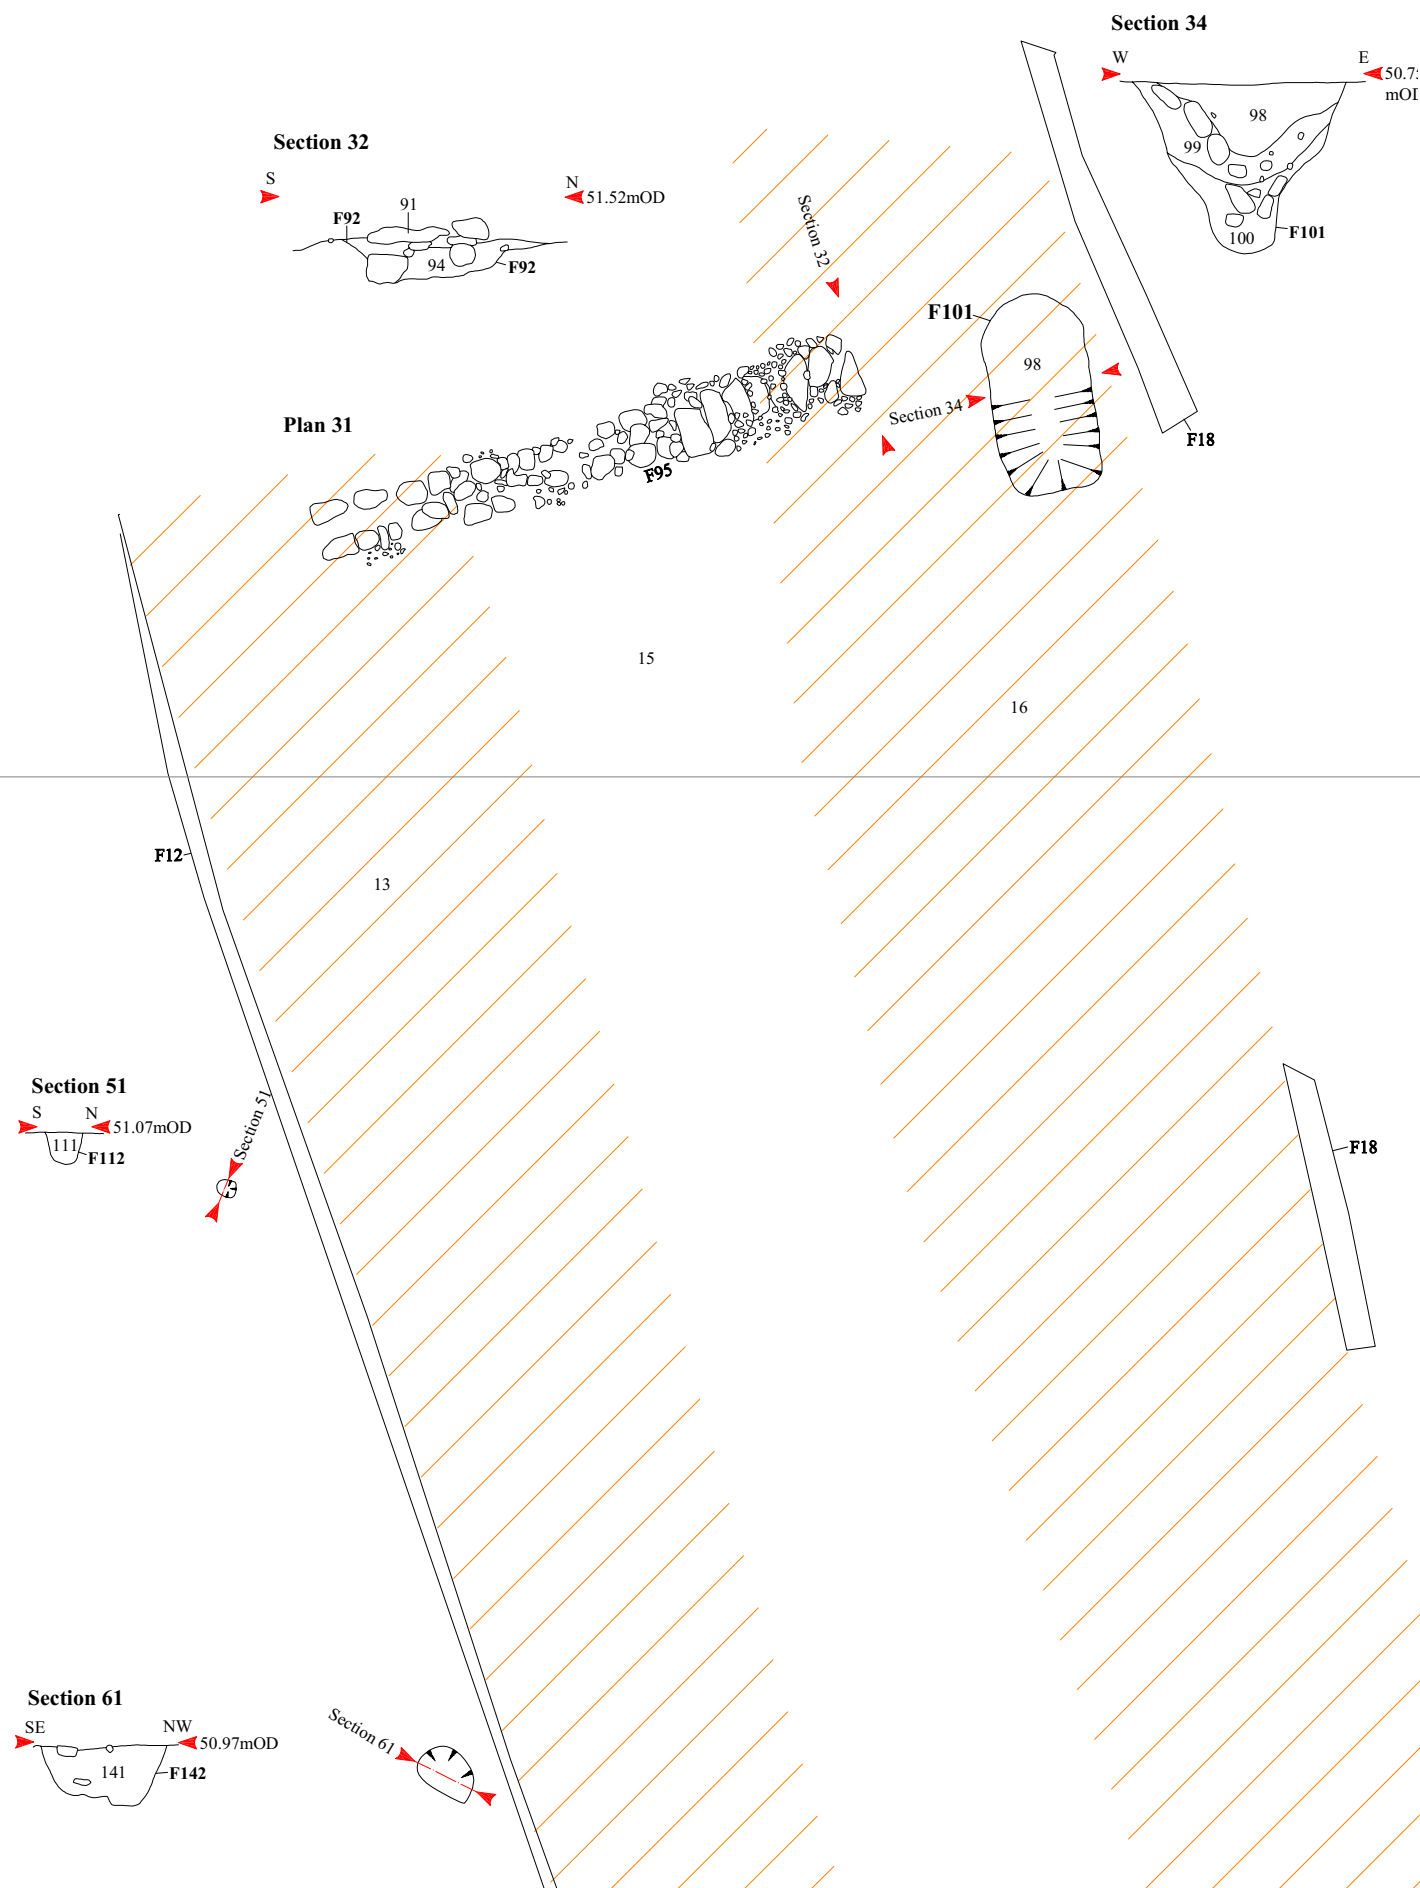 Section 34
W
E
50.7
mOD
98
99
100
F101
Section 32
S
N
51.52mOD
91
F92
94
F92
Section 32
F101
98
Section 34
F18
Plan 31
F95
15
16
F12
13
Section 51
S
N
51.07mOD
111
F112
Section 51
F18
Section 61
SE
NW
50.97mOD
141
F142
Section 61